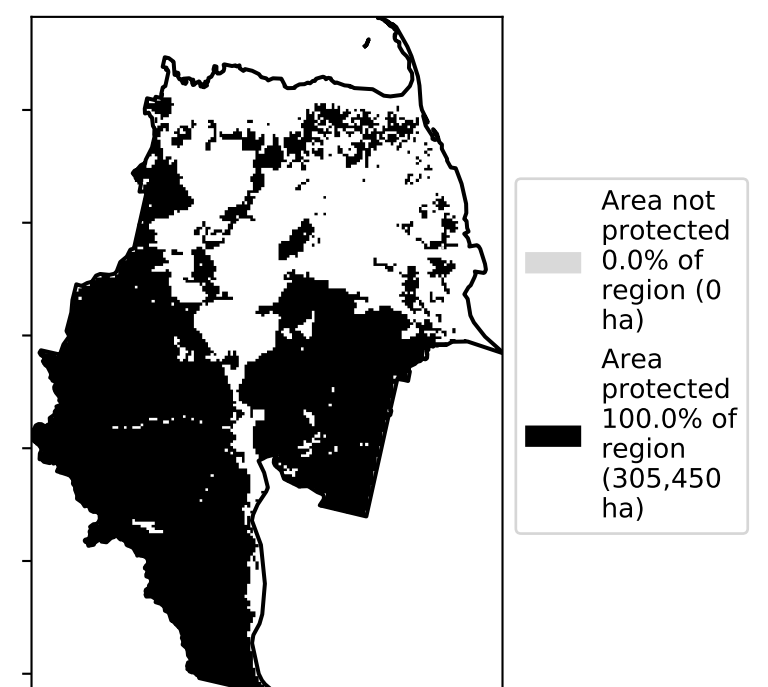 Area not
protected
0.0% of
region (0
ha)
Area
protected
100.0% of
region
(305,450
ha)